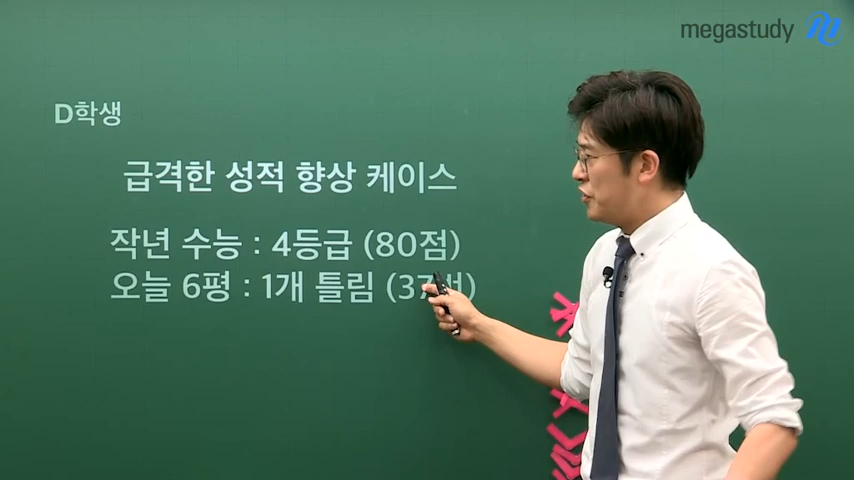 megastudy
D학생
급격한 성적 향상 케이스
작년 수능 : 4등급 (80점)
오늘 6평 : 1개 틀림